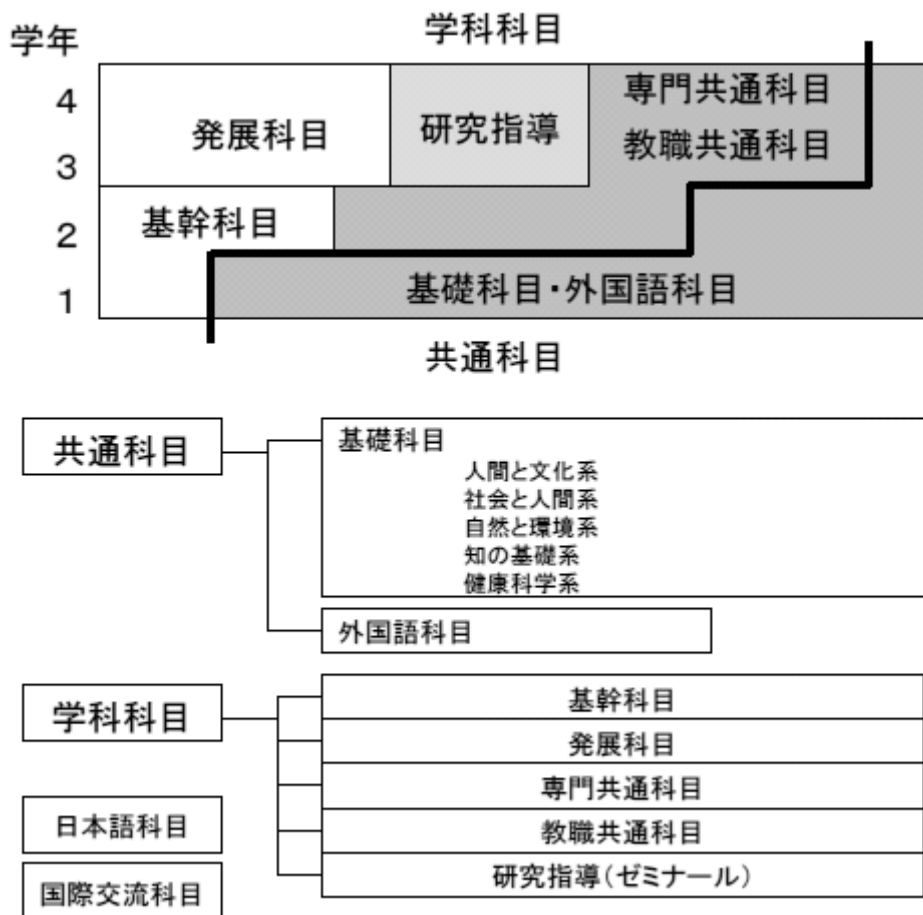 学科科目
学年
4
専門共通科目
発展科目
研究指導
教職共通科目
3
基幹科目
2
基礎科目・外国語科目
1
共通科目
共通科目
基礎科目
人間と文化系
社会と人間系
自然と環境系
知の基礎系
健康科学系
外国語科目
学科科目
基幹科目
発展科目
専門共通科目
教職共通科目
研究指導(ゼミナール)
日本語科目
国際交流科目